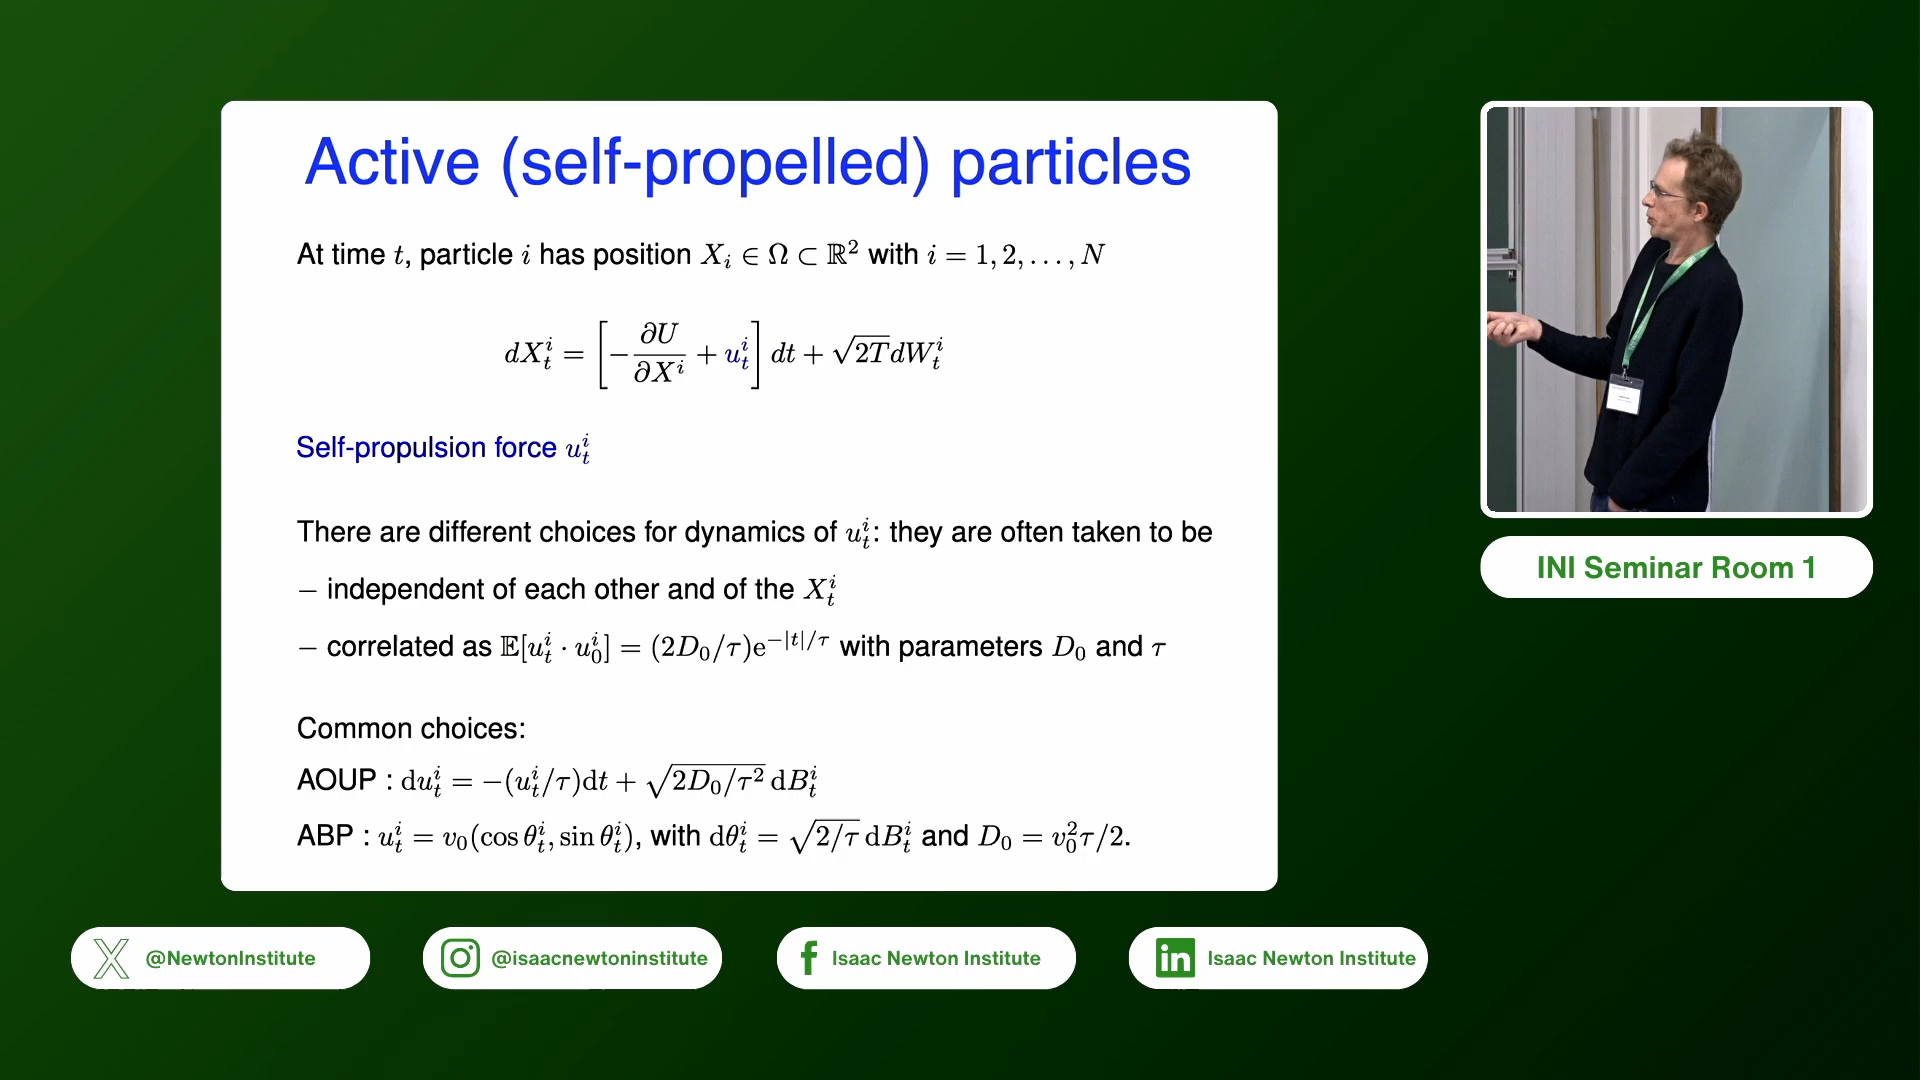 Active (self-propelled) particles
At time t, particle i has position X_i ∈ Ω ⊂ ℝ² with i = 1, 2, . . . , N
dX_t^i = [ −∂U/∂X^i + u_t^i ] dt + √(2T) dW_t^i
Self-propulsion force u_t^i
There are different choices for dynamics of u_t^i: they are often taken to be
– independent of each other and of the X_t^i
– correlated as 𝔼[u_t^i · u_0^i] = (2D_0/τ)e^{−|t|/τ} with parameters D_0 and τ
Common choices:
AOUP : du_t^i = −(u_t^i/τ)dt + √(2D_0/τ²) dB_t^i
ABP : u_t^i = v_0(cos θ_t^i, sin θ_t^i), with dθ_t^i = √(2/τ) dB_t^i and D_0 = v_0²τ/2.
INI Seminar Room 1
@NewtonInstitute
@isaacnewtoninstitute
Isaac Newton Institute
Isaac Newton Institute